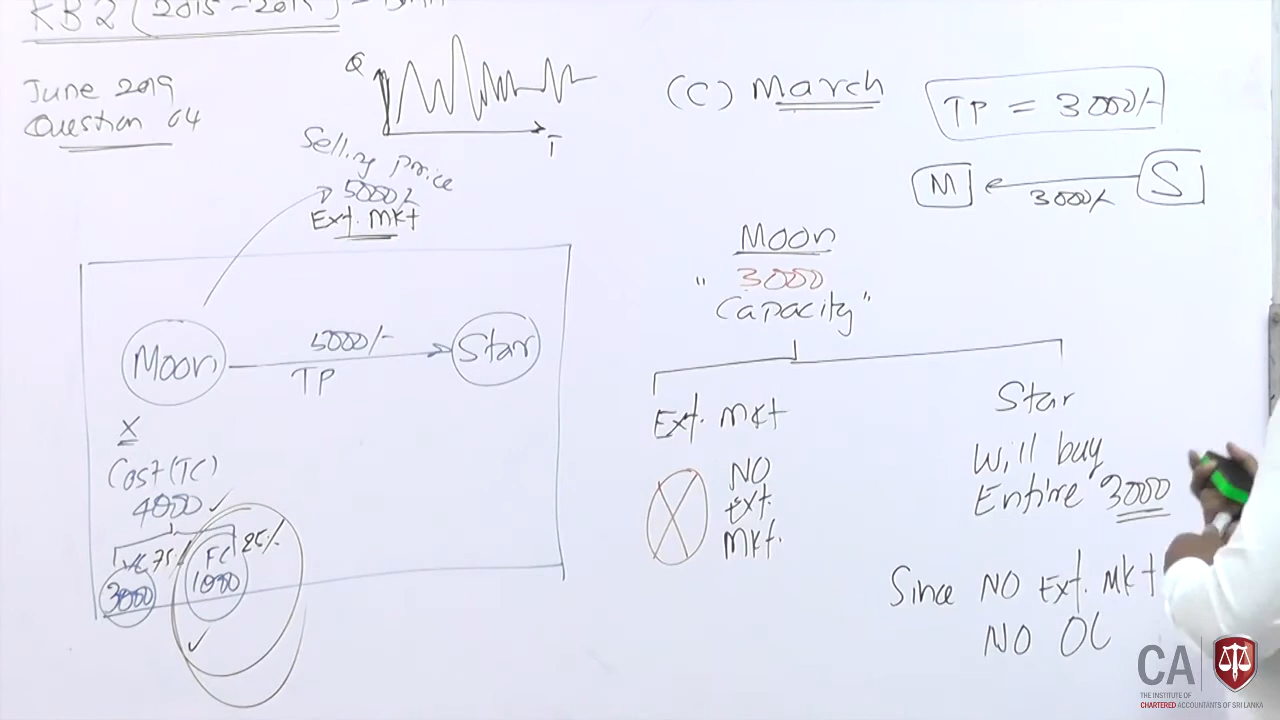 KB2 (2015-2019)
June 2019
Question 04
Q
T
Selling price
5000/-
Ext. Mkt
Moon
5000/-
TP
Star
X
Cost (TC)
4000 ✓
VC 75%
FC
25%
3000
1000
✓
(C) March
TP = 3000/-
M
3000/-
S
Moon
" 3000
Capacity "
Ext. Mkt
NO
Ext.
Mkt.
Star
Will buy
Entire 3000
Since NO Ext. Mkt
NO OC
CA
THE INSTITUTE OF
CHARTERED ACCOUNTANTS OF SRI LANKA